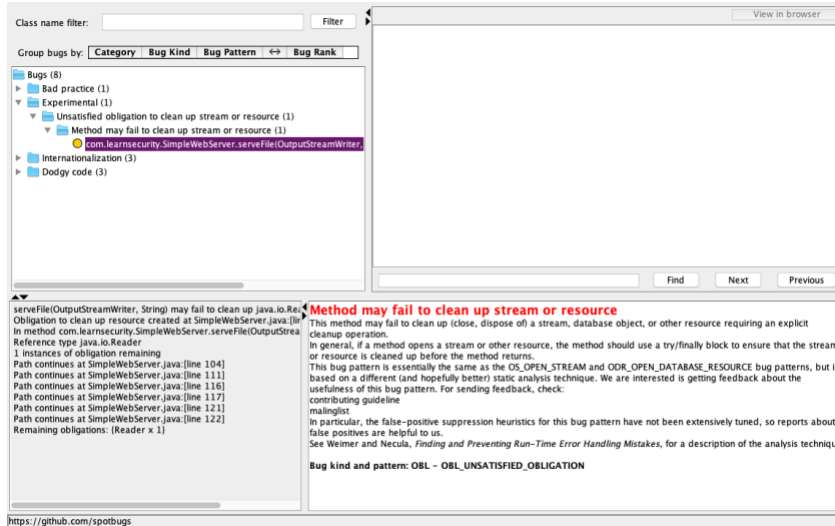 Class name filter:
Filter
View in browser
Group bugs by: Category Bug Kind Bug Pattern ↔ Bug Rank
Bugs (8)
Bad practice (1)
Experimental (1)
Unsatisfied obligation to clean up stream or resource (1)
Method may fail to clean up stream or resource (1)
com.learnsecurity.SimpleWebServer.serveFile(OutputStreamWriter,
Internationalization (3)
Dodgy code (3)
Find Next Previous
serveFile(OutputStreamWriter, String) may fail to clean up java.io.Rea
Obligation to clean up resource created at SimpleWebServer.java:[lin
In method com.learnsecurity.SimpleWebServer.serveFile(OutputStrea
Reference type java.io.Reader
1 instances of obligation remaining
Path continues at SimpleWebServer.java:[line 104]
Path continues at SimpleWebServer.java:[line 111]
Path continues at SimpleWebServer.java:[line 116]
Path continues at SimpleWebServer.java:[line 117]
Path continues at SimpleWebServer.java:[line 121]
Path continues at SimpleWebServer.java:[line 122]
Remaining obligations: {Reader x 1}
Method may fail to clean up stream or resource
This method may fail to clean up (close, dispose of) a stream, database object, or other resource requiring an explicit
cleanup operation.
In general, if a method opens a stream or other resource, the method should use a try/finally block to ensure that the stream
or resource is cleaned up before the method returns.
This bug pattern is essentially the same as the OS_OPEN_STREAM and ODR_OPEN_DATABASE_RESOURCE bug patterns, but i
based on a different (and hopefully better) static analysis technique. We are interested is getting feedback about the
usefulness of this bug pattern. For sending feedback, check:
contributing guideline
malinglist
In particular, the false-positive suppression heuristics for this bug pattern have not been extensively tuned, so reports about
false positives are helpful to us.
See Weimer and Necula, Finding and Preventing Run-Time Error Handling Mistakes, for a description of the analysis techniqu
Bug kind and pattern: OBL - OBL_UNSATISFIED_OBLIGATION
https://github.com/spotbugs